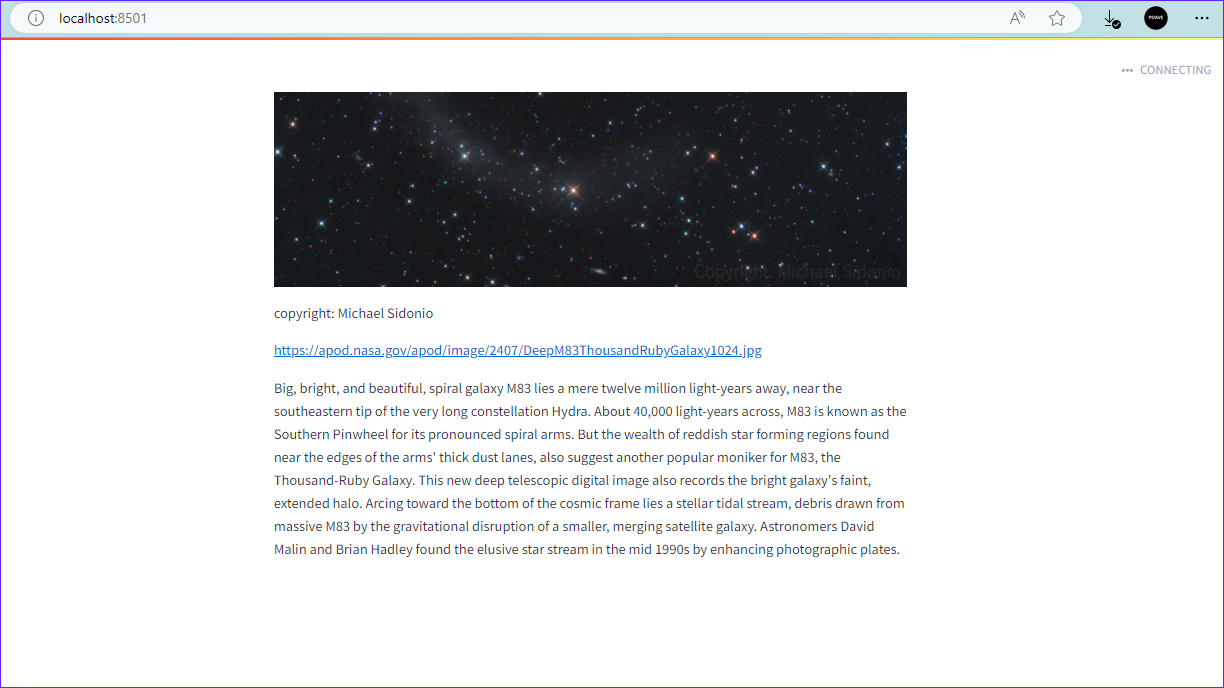 localhost:8501
A
PDAVE
CONNECTING
Copyright: Michael Sidonio
copyright: Michael Sidonio
https://apod.nasa.gov/apod/image/2407/DeepM83ThousandRubyGalaxy1024.jpg
Big, bright, and beautiful, spiral galaxy M83 lies a mere twelve million light-years away, near the
southeastern tip of the very long constellation Hydra. About 40,000 light-years across, M83 is known as the
Southern Pinwheel for its pronounced spiral arms. But the wealth of reddish star forming regions found
near the edges of the arms' thick dust lanes, also suggest another popular moniker for M83, the
Thousand-Ruby Galaxy. This new deep telescopic digital image also records the bright galaxy's faint,
extended halo. Arcing toward the bottom of the cosmic frame lies a stellar tidal stream, debris drawn from
massive M83 by the gravitational disruption of a smaller, merging satellite galaxy. Astronomers David
Malin and Brian Hadley found the elusive star stream in the mid 1990s by enhancing photographic plates.